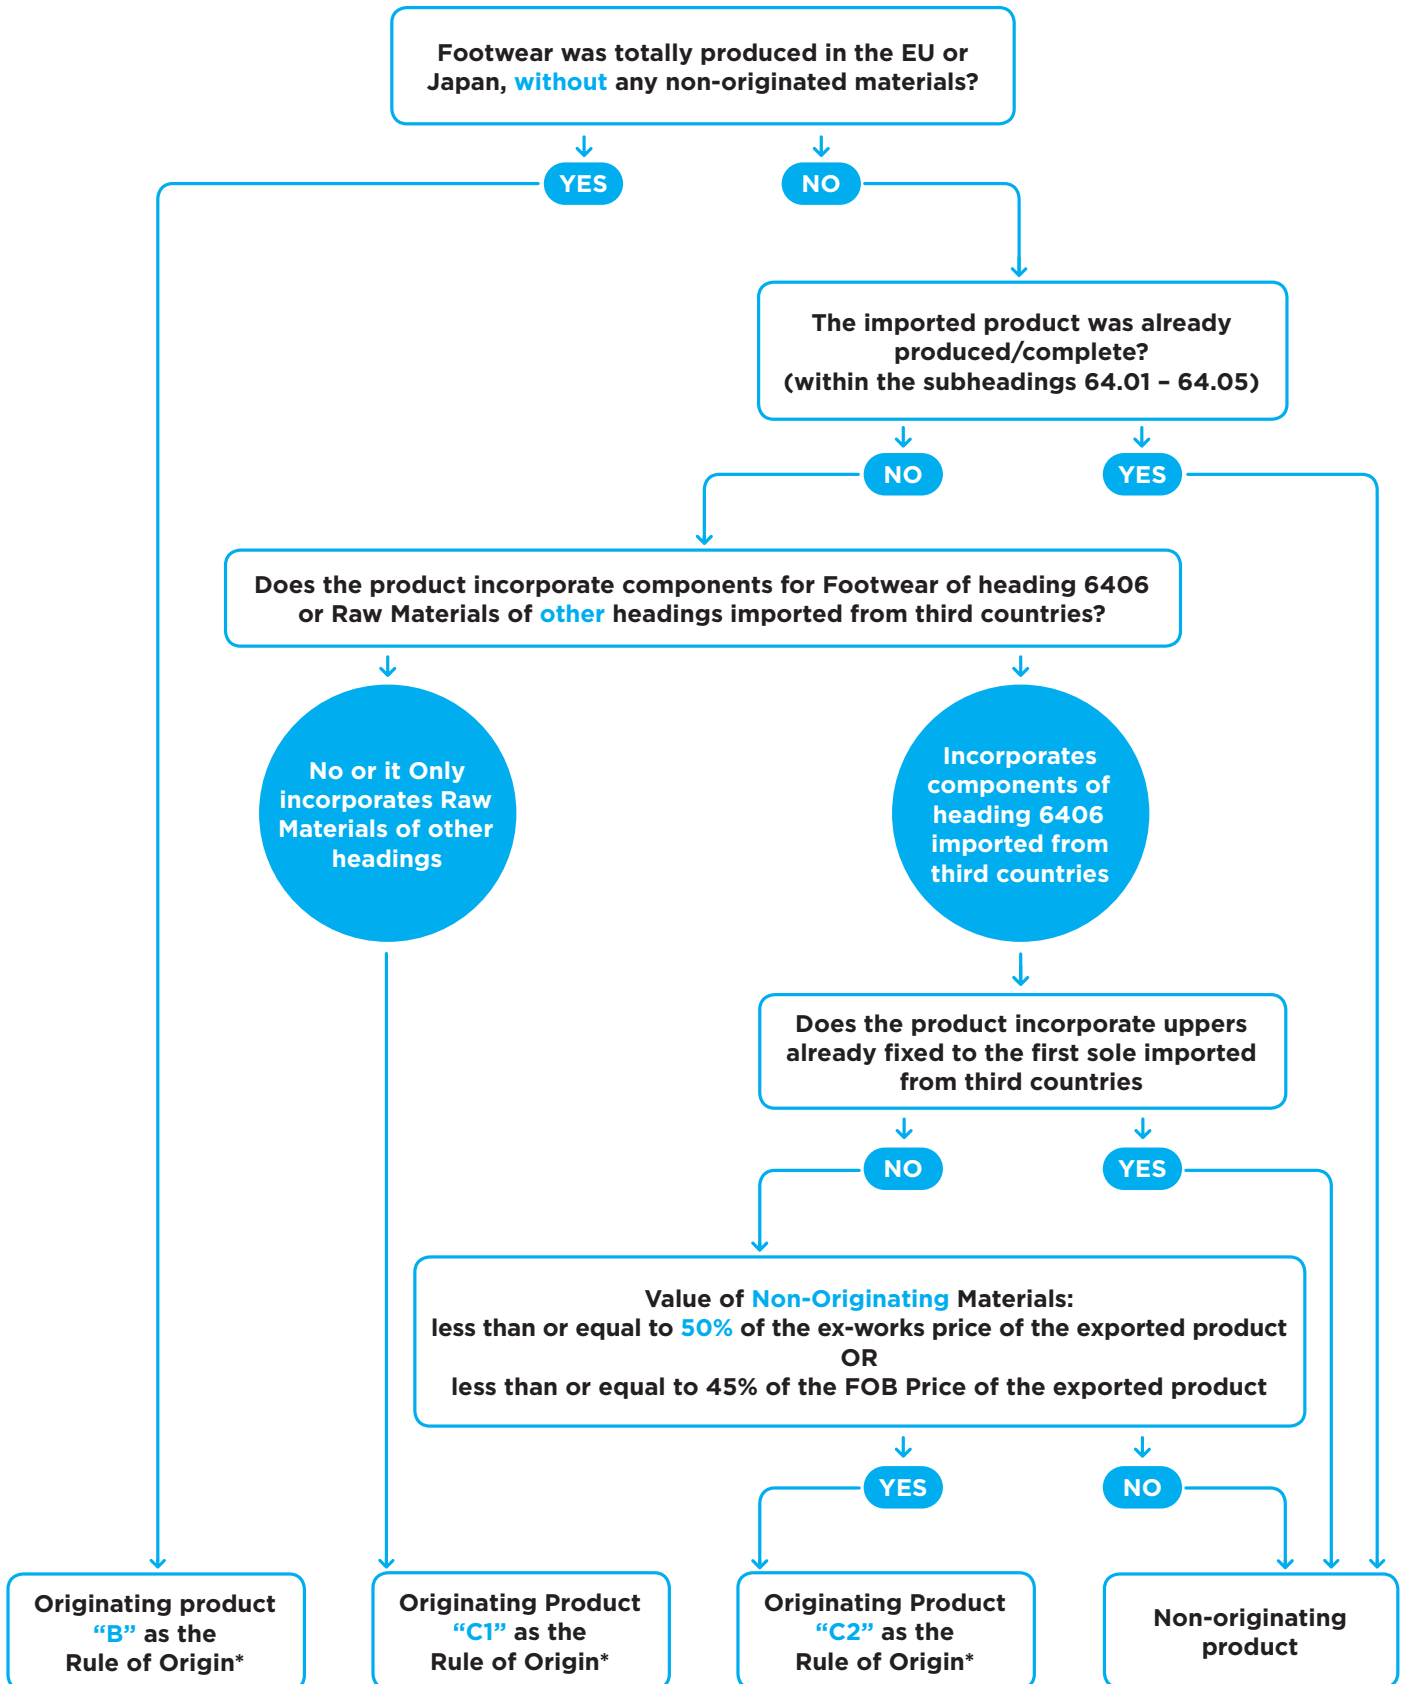 Footwear was totally produced in the EU or
Japan, without any non-originated materials?
YES
NO
The imported product was already
produced/complete?
(within the subheadings 64.01 – 64.05)
NO
YES
Does the product incorporate components for Footwear of heading 6406
or Raw Materials of other headings imported from third countries?
No or it Only
incorporates Raw
Materials of other
headings
Incorporates
components of
heading 6406
imported from
third countries
Does the product incorporate uppers
already fixed to the first sole imported
from third countries
NO
YES
Value of Non-Originating Materials:
less than or equal to 50% of the ex-works price of the exported product
OR
less than or equal to 45% of the FOB Price of the exported product
YES
NO
Originating product
“B” as the
Rule of Origin*
Originating Product
“C1” as the
Rule of Origin*
Originating Product
“C2” as the
Rule of Origin*
Non-originating
product